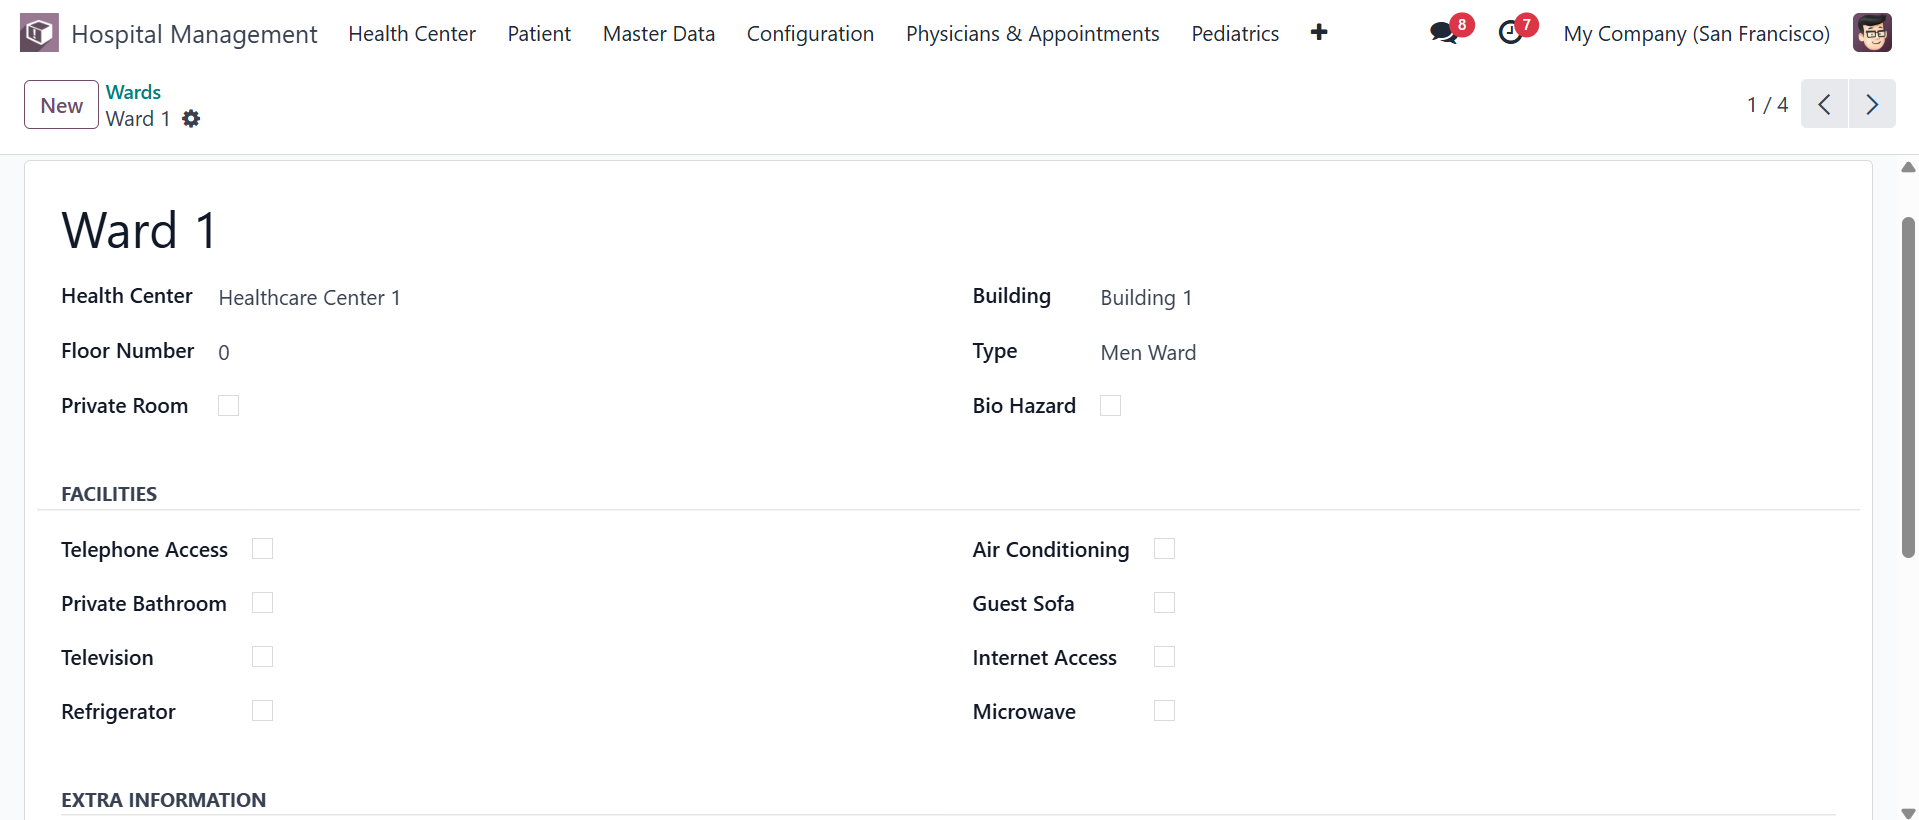 Hospital Management Health Center Patient Master Data Configuration Physicians & Appointments Pediatrics 8 7 My Company (San Francisco)
New Wards
Ward 1
1 / 4
Ward 1
Health Center Healthcare Center 1 Building Building 1
Floor Number 0 Type Men Ward
Private Room Bio Hazard
FACILITIES
Telephone Access Air Conditioning
Private Bathroom Guest Sofa
Television Internet Access
Refrigerator Microwave
EXTRA INFORMATION